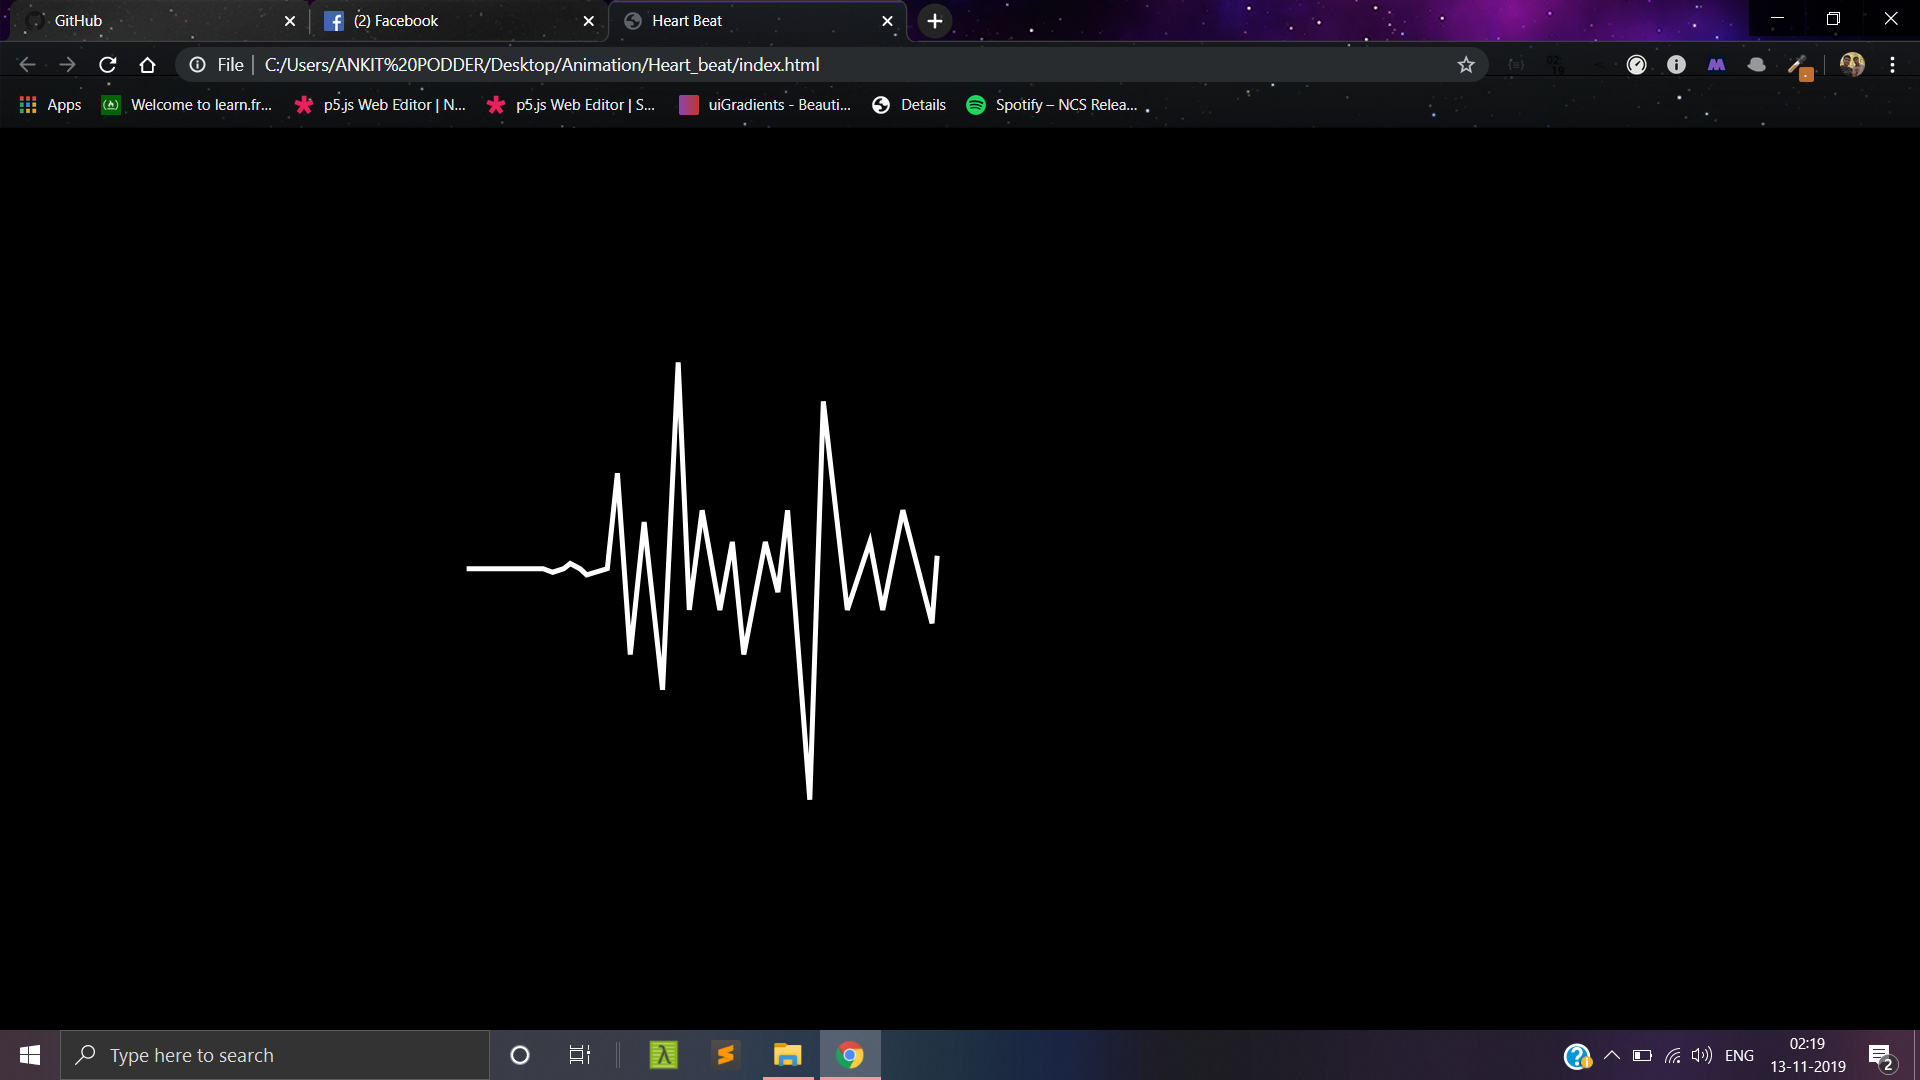 GitHub
(2) Facebook
Heart Beat
File
C:/Users/ANKIT%20PODDER/Desktop/Animation/Heart_beat/index.html
Apps
Welcome to learn.fr...
p5.js Web Editor | N...
p5.js Web Editor | S...
uiGradients - Beauti...
Details
Spotify – NCS Relea...
Type here to search
ENG
02:19
13-11-2019
2